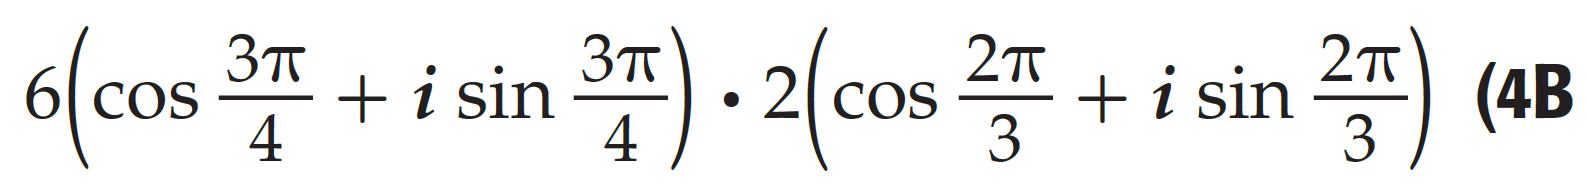 6(cos 3π/4 + i sin 3π/4) · 2(cos 2π/3 + i sin 2π/3) (4B